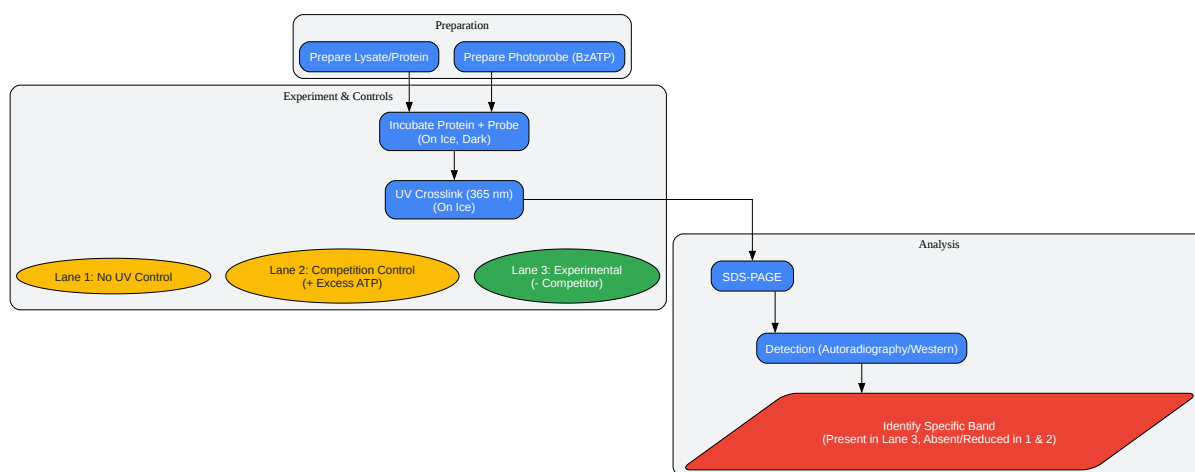 Preparation
Prepare Lysate/Protein
Prepare Photoprobe (BzATP)
Experiment & Controls
Incubate Protein + Probe
(On Ice, Dark)
UV Crosslink (365 nm)
(On Ice)
Lane 1: No UV Control
Lane 2: Competition Control
(+ Excess ATP)
Lane 3: Experimental
(- Competitor)
Analysis
SDS-PAGE
Detection (Autoradiography/Western)
Identify Specific Band
(Present in Lane 3, Absent/Reduced in 1 & 2)